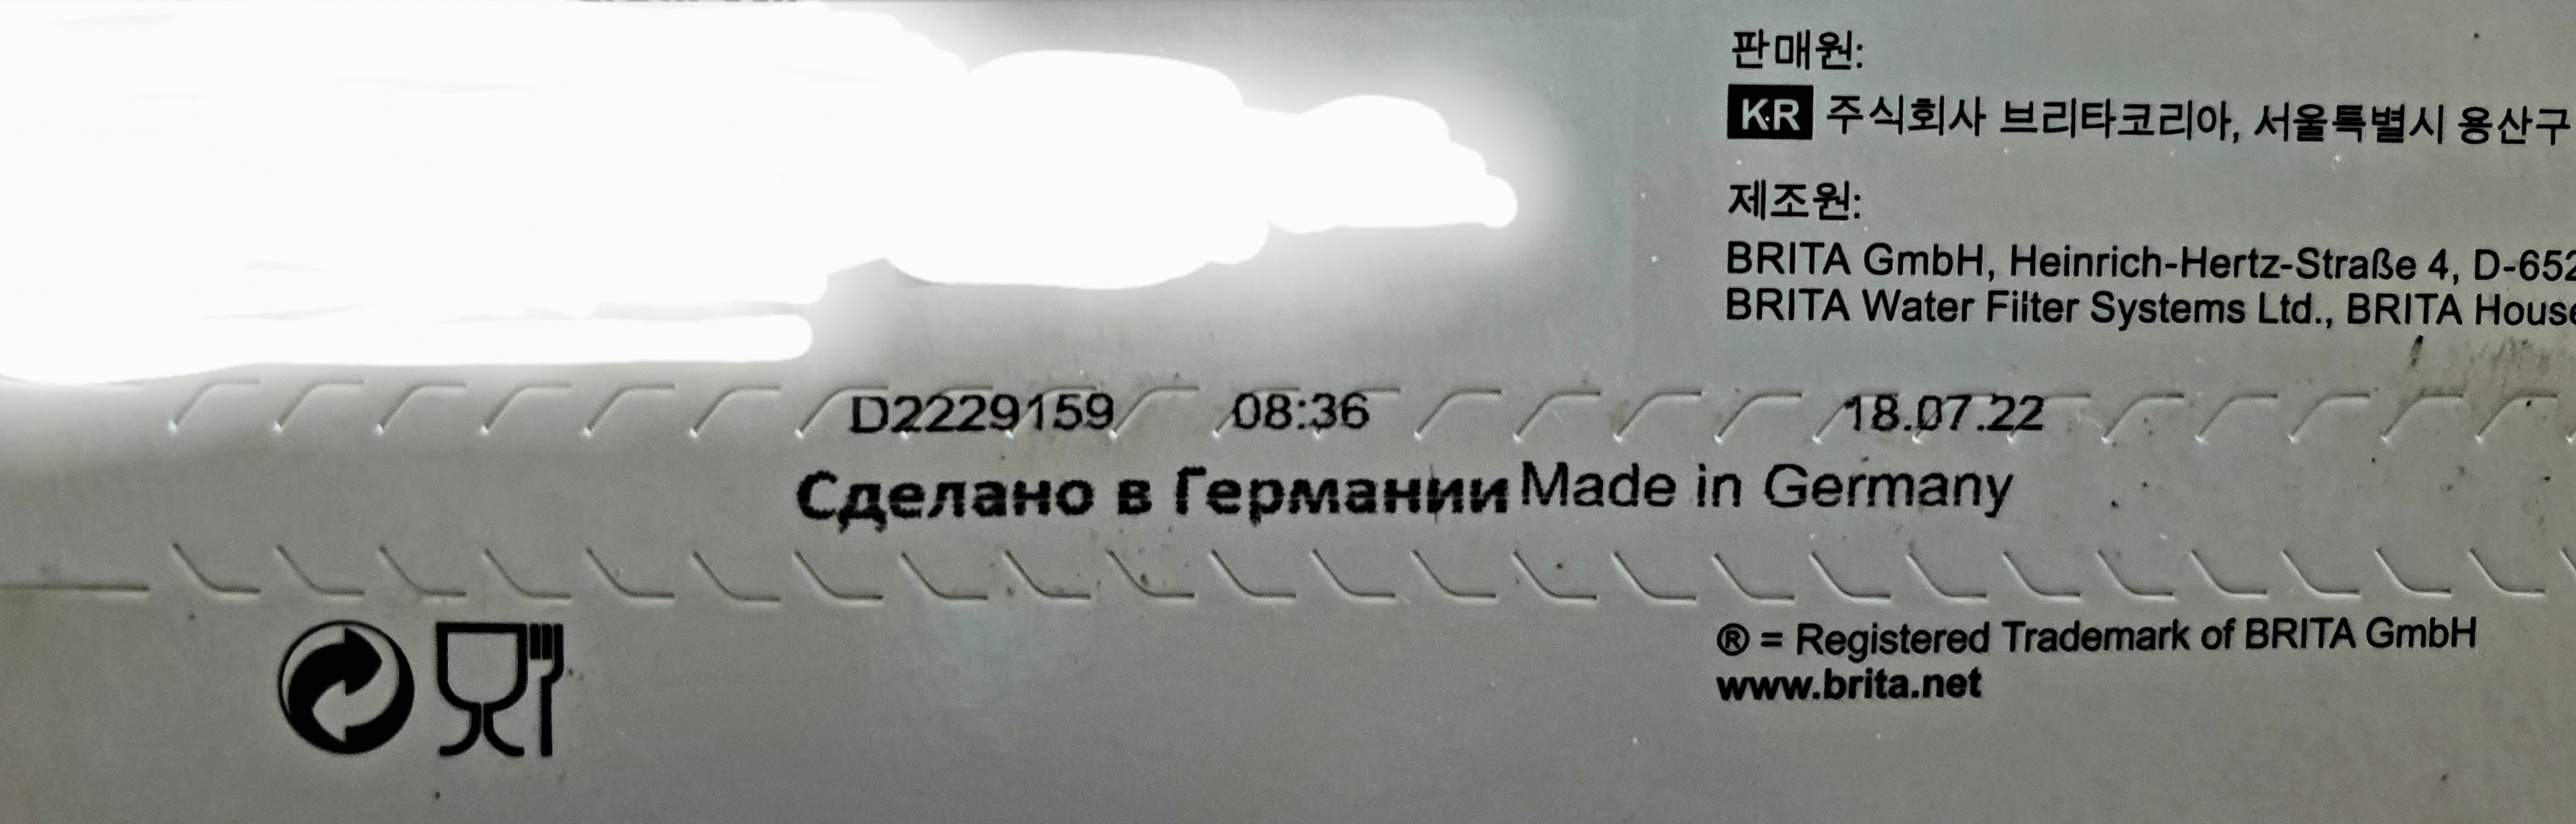 판매원:
KR 주식회사 브리타코리아, 서울특별시 용산구
제조원:
BRITA GmbH, Heinrich-Hertz-Straße 4, D-652
BRITA Water Filter Systems Ltd., BRITA House
D2229159 08:36 18.07.22
Сделано в Германии Made in Germany
® = Registered Trademark of BRITA GmbH
www.brita.net